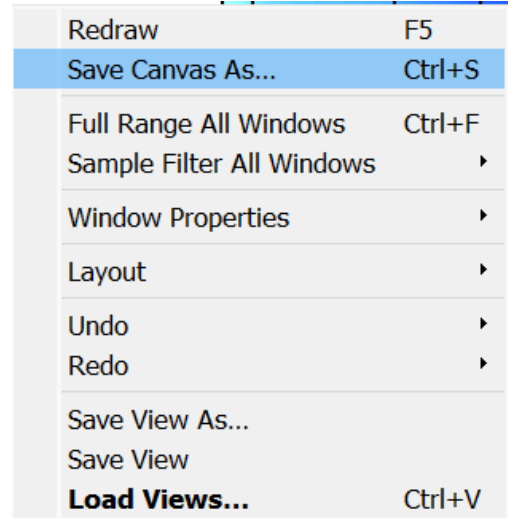 Redraw F5
Save Canvas As... Ctrl+S
Full Range All Windows Ctrl+F
Sample Filter All Windows
Window Properties
Layout
Undo
Redo
Save View As...
Save View
Load Views... Ctrl+V